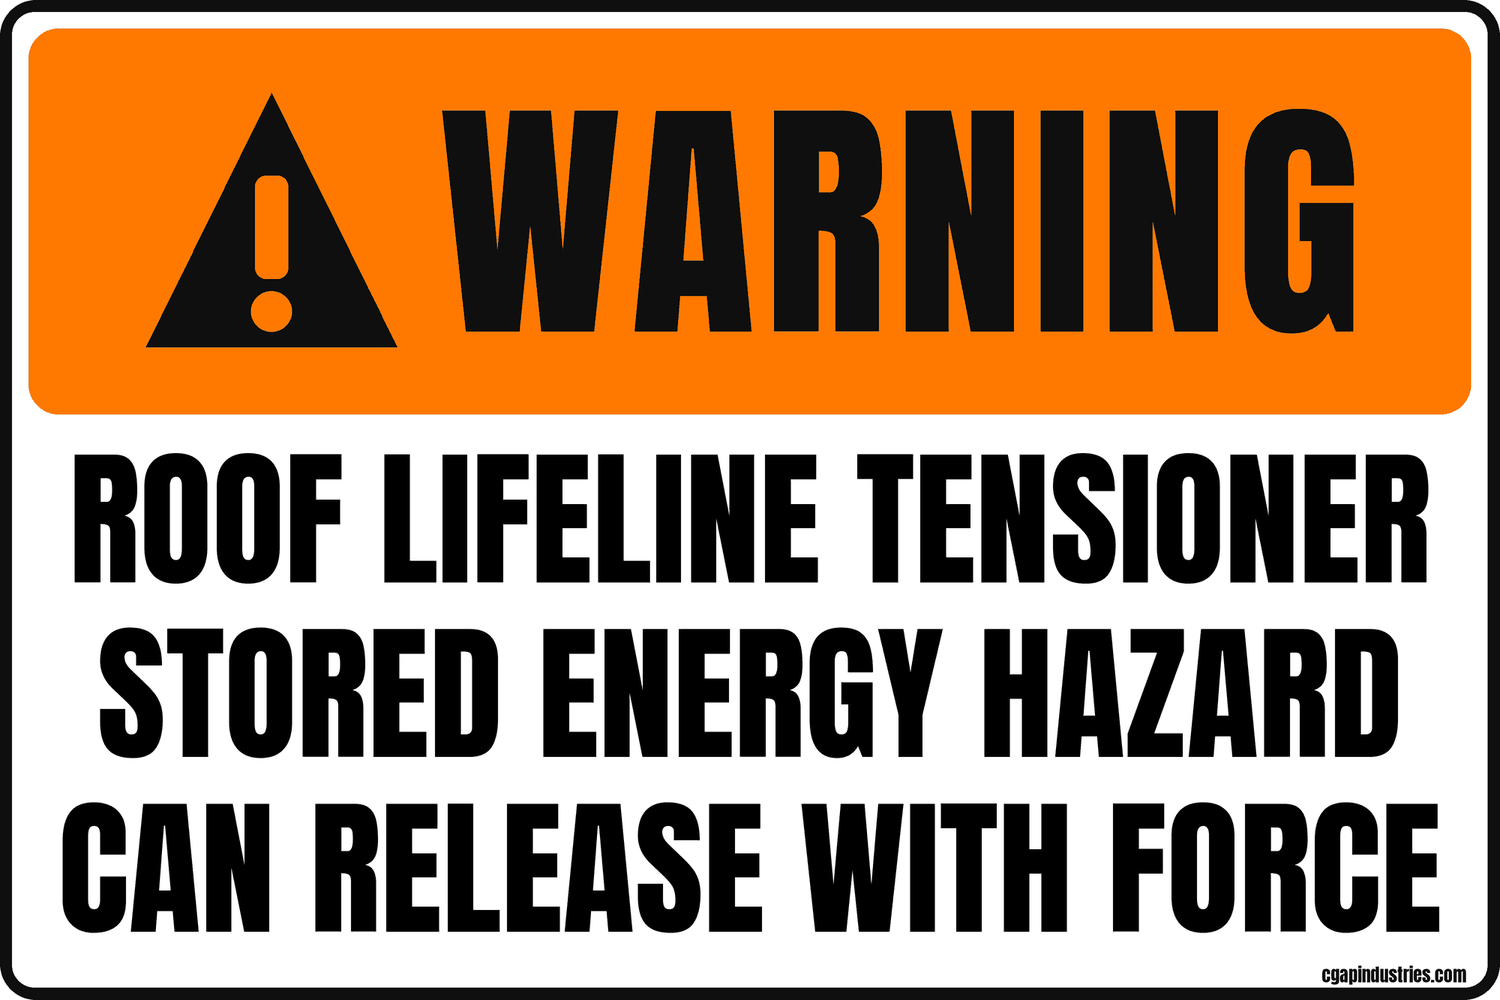 WARNING
ROOF LIFELINE TENSIONER
STORED ENERGY HAZARD
CAN RELEASE WITH FORCE
cgapindustries.com